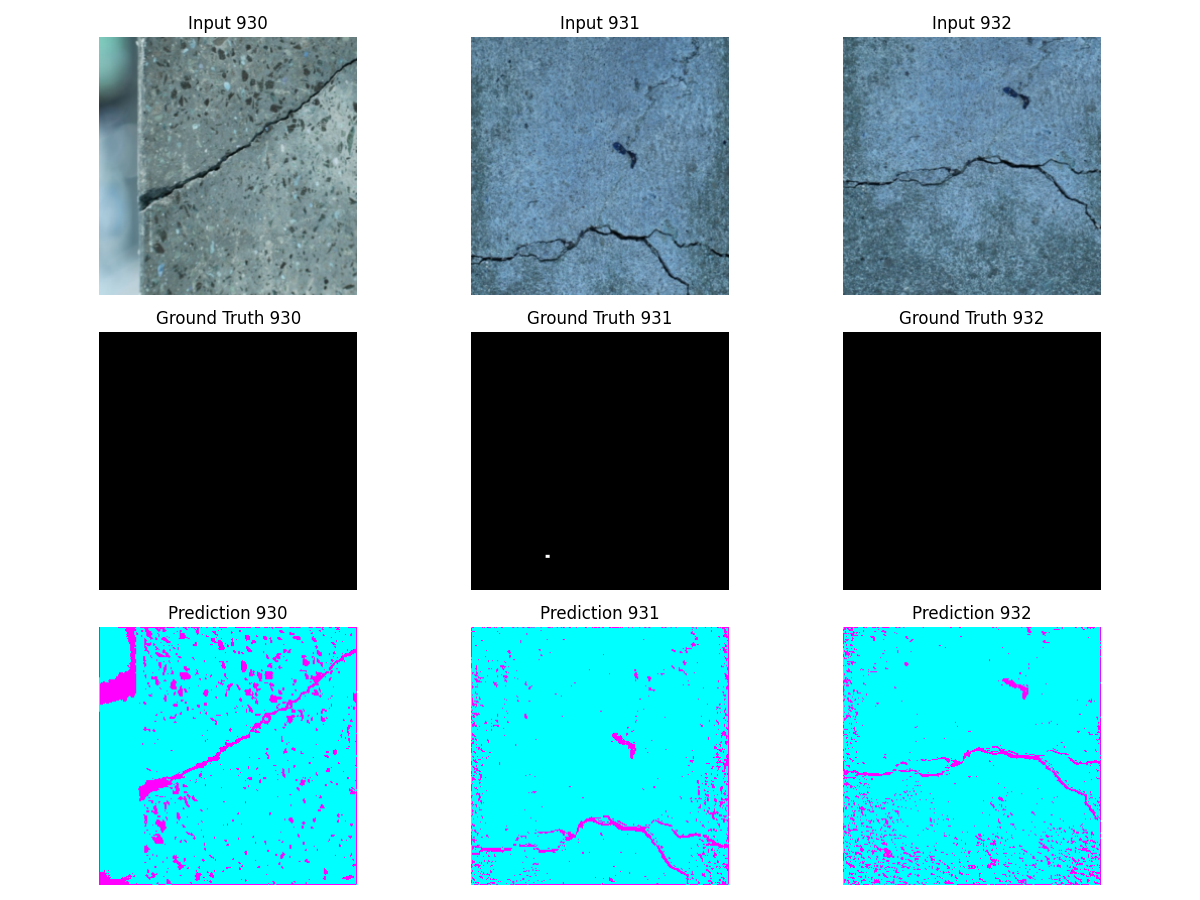 Input 930
Input 931
Input 932
Ground Truth 930
Ground Truth 931
Ground Truth 932
Prediction 930
Prediction 931
Prediction 932